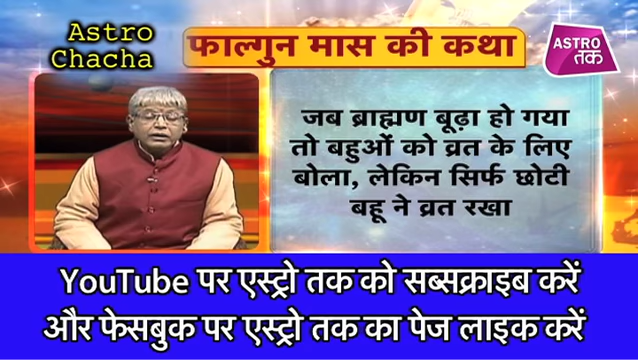 Astro
Chacha
फाल्गुन मास की कथा
ASTRO
तक
जब ब्राह्मण बूढ़ा हो गया
तो बहुओं को व्रत के लिए
बोला, लेकिन सिर्फ छोटी
बहू ने व्रत रखा
YouTube पर एस्ट्रो तक को सब्सक्राइब करें
और फेसबुक पर एस्ट्रो तक का पेज लाइक करें